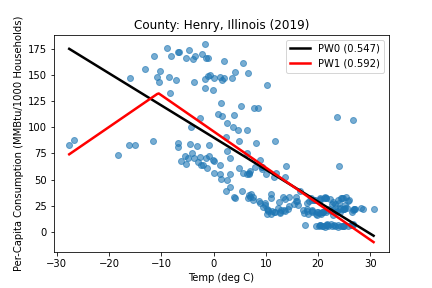 County: Henry, Illinois (2019)
Per-Capita Consumption (MMBtu/1000 Households)
175
150
125
100
75
50
25
0
PW0 (0.547)
PW1 (0.592)
−30 −20 −10 0 10 20 30
Temp (deg C)